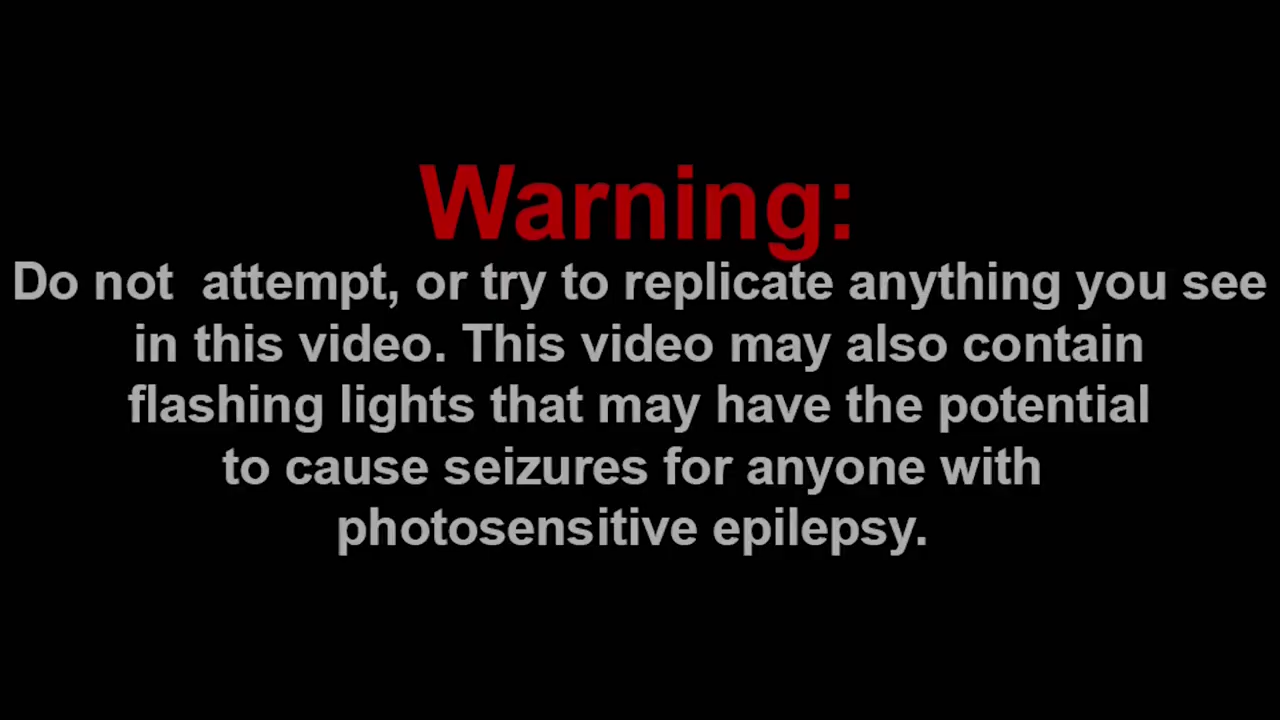 Warning:
Do not  attempt, or try to replicate anything you see
in this video. This video may also contain
flashing lights that may have the potential
to cause seizures for anyone with
photosensitive epilepsy.